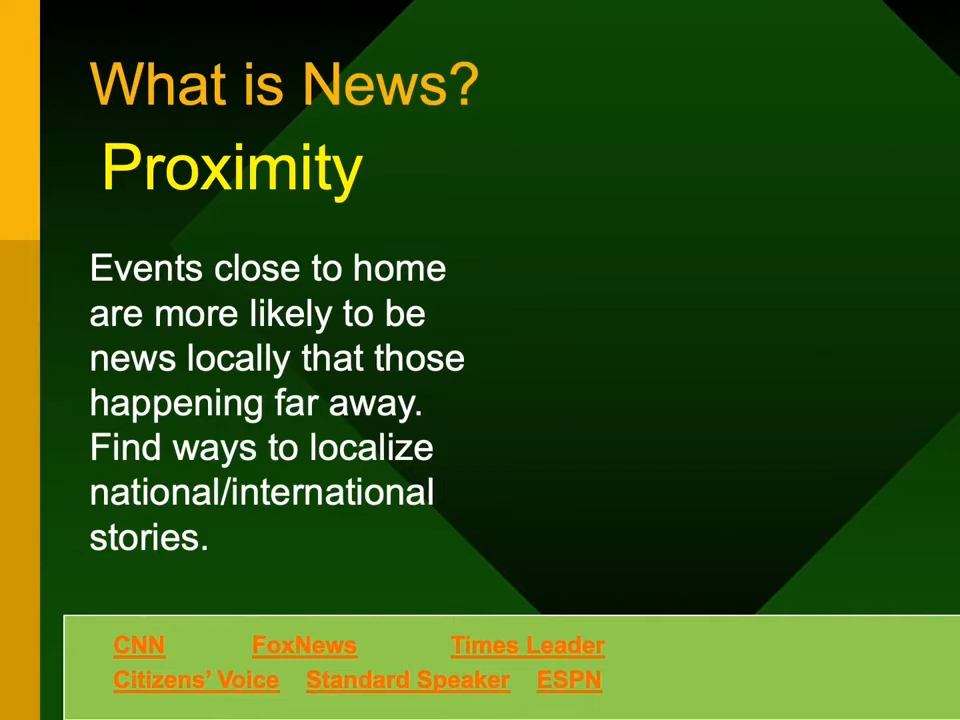 What is News?
Proximity
Events close to home
are more likely to be
news locally that those
happening far away.
Find ways to localize
national/international
stories.
CNN FoxNews Times Leader
Citizens’ Voice Standard Speaker ESPN